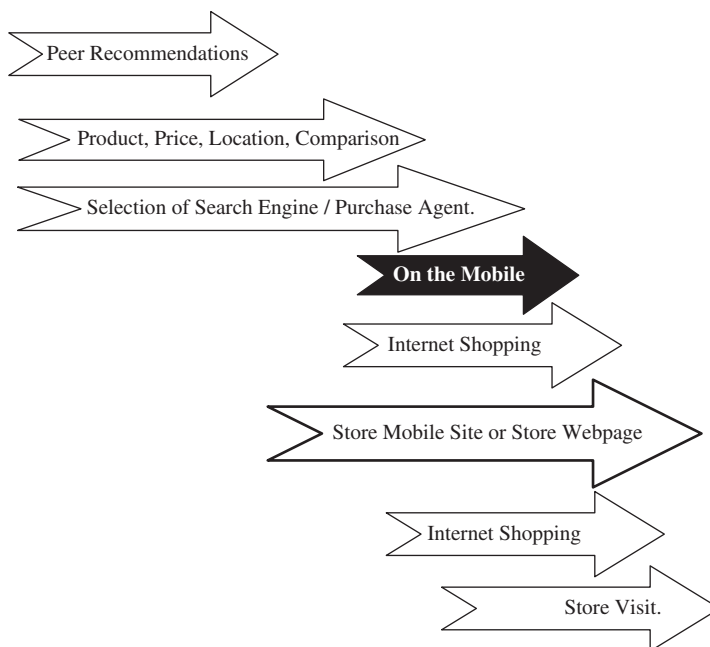 Peer Recommendations
Product, Price, Location, Comparison
Selection of Search Engine / Purchase Agent.
On the Mobile
Internet Shopping
Store Mobile Site or Store Webpage
Internet Shopping
Store Visit.